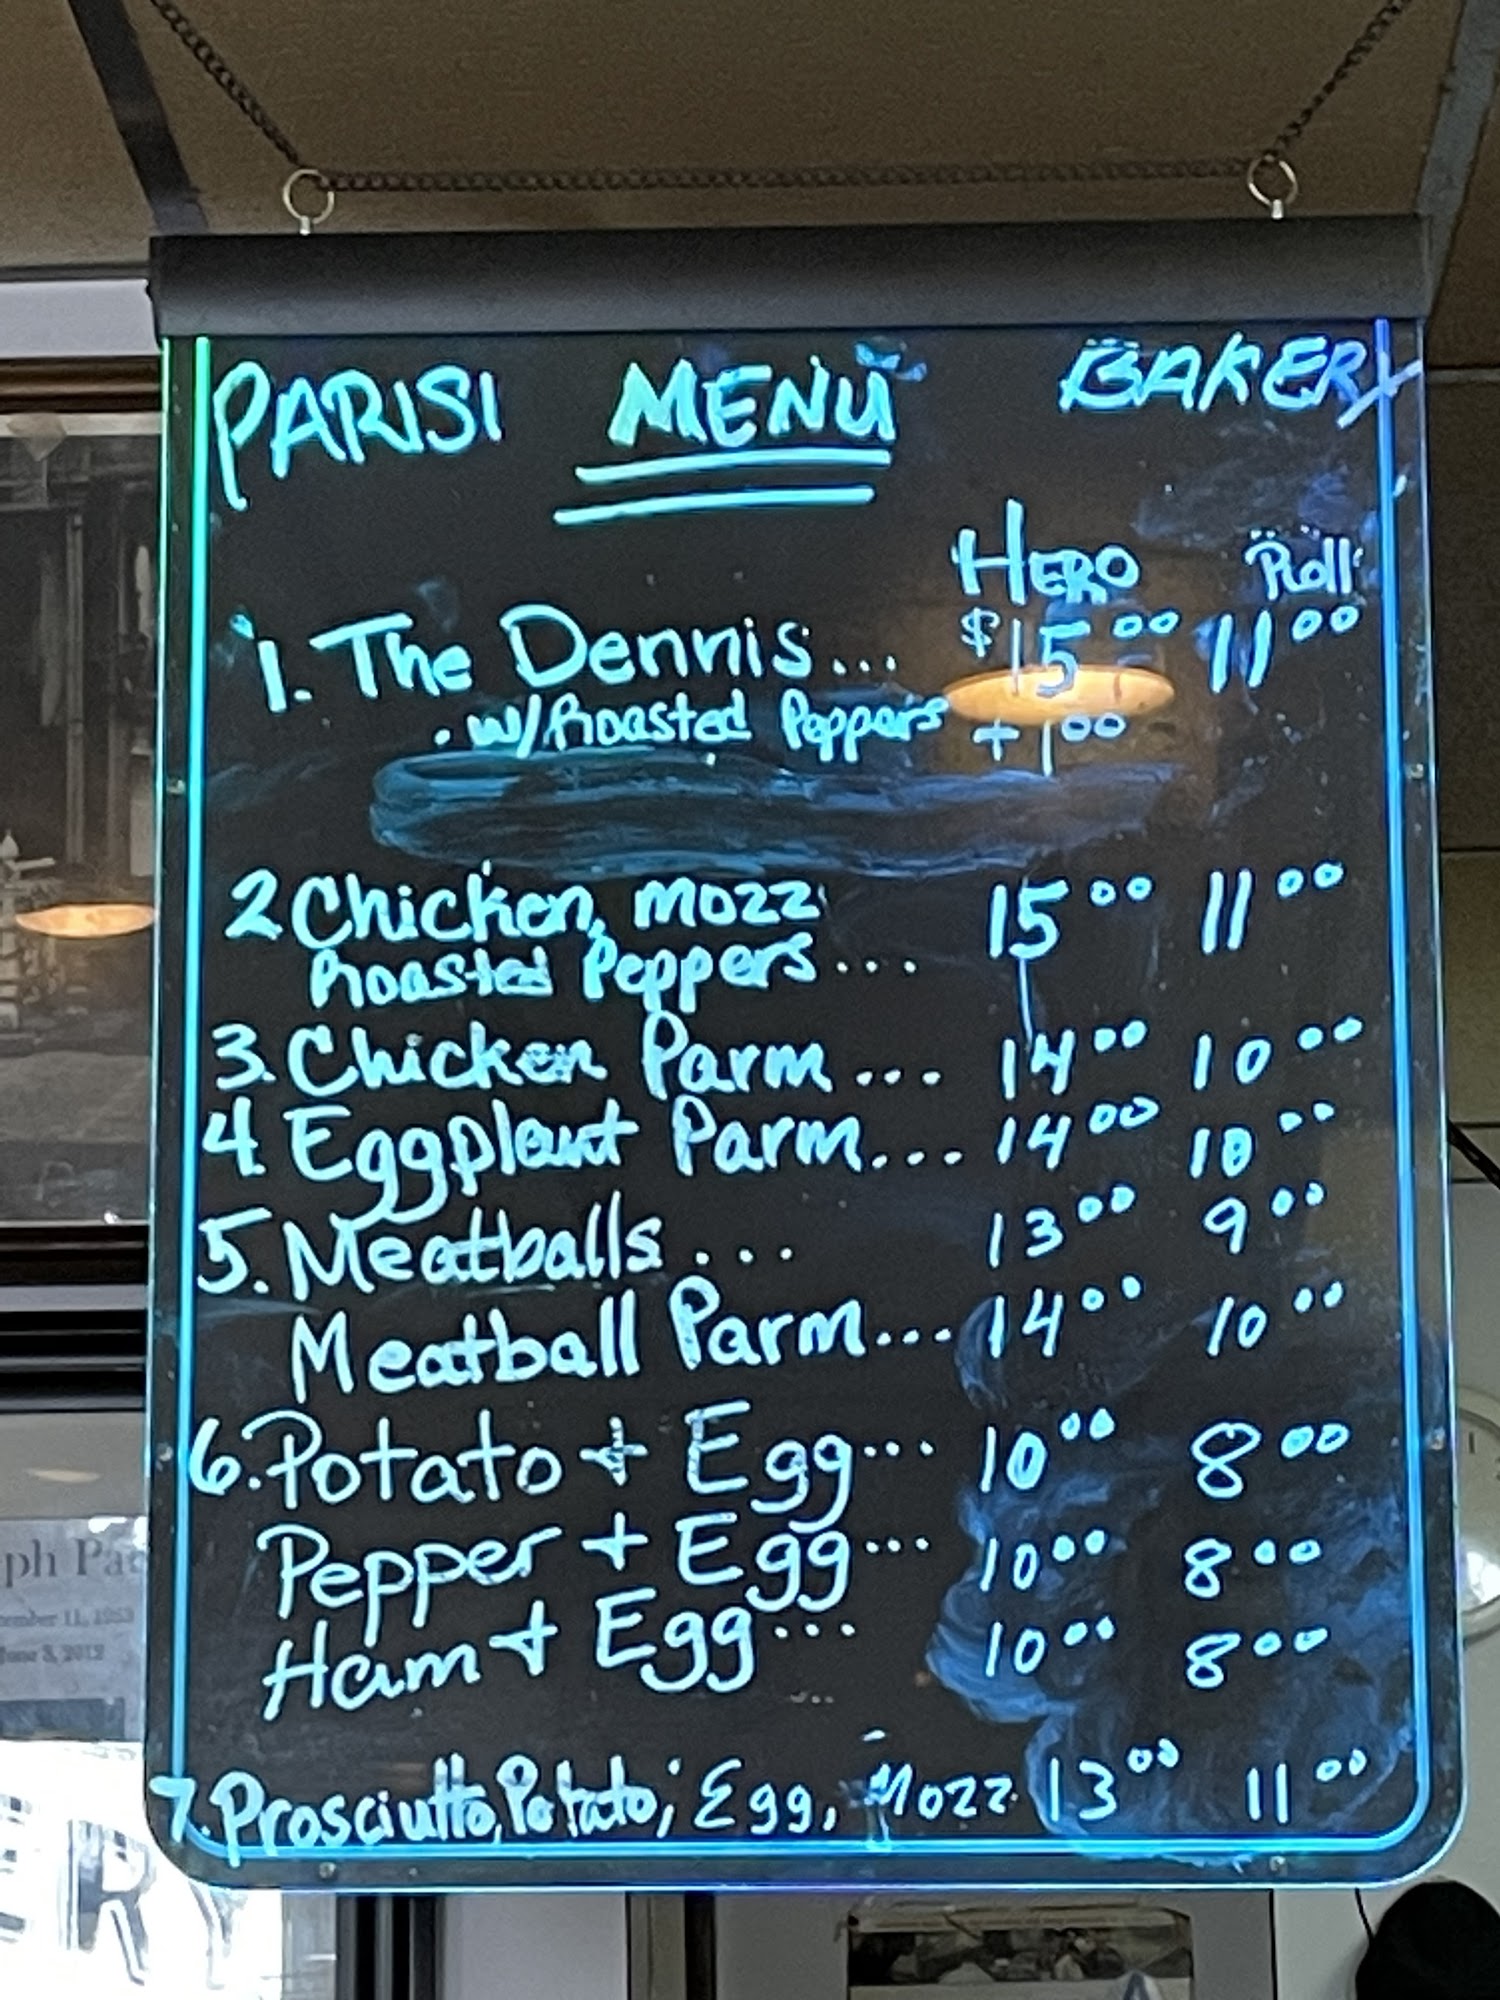 PARISI MENU BAKERY
HERO Roll
1. The Dennis... $15.00 11.00
. w/Roasted Peppers + 1.00
2 Chicken, mozz 15.00 11.00
Roasted Peppers...
3. Chicken Parm... 14.00 10.00
4. Eggplant Parm... 14.00 10.00
5. Meatballs... 13.00 9.00
Meatball Parm... 14.00 10.00
6. Potato + Egg... 10.00 8.00
Pepper + Egg... 10.00 8.00
Ham + Egg... 10.00 8.00
7. Prosciutto, Potato, Egg, Mozz 13.00 11.00
ERY